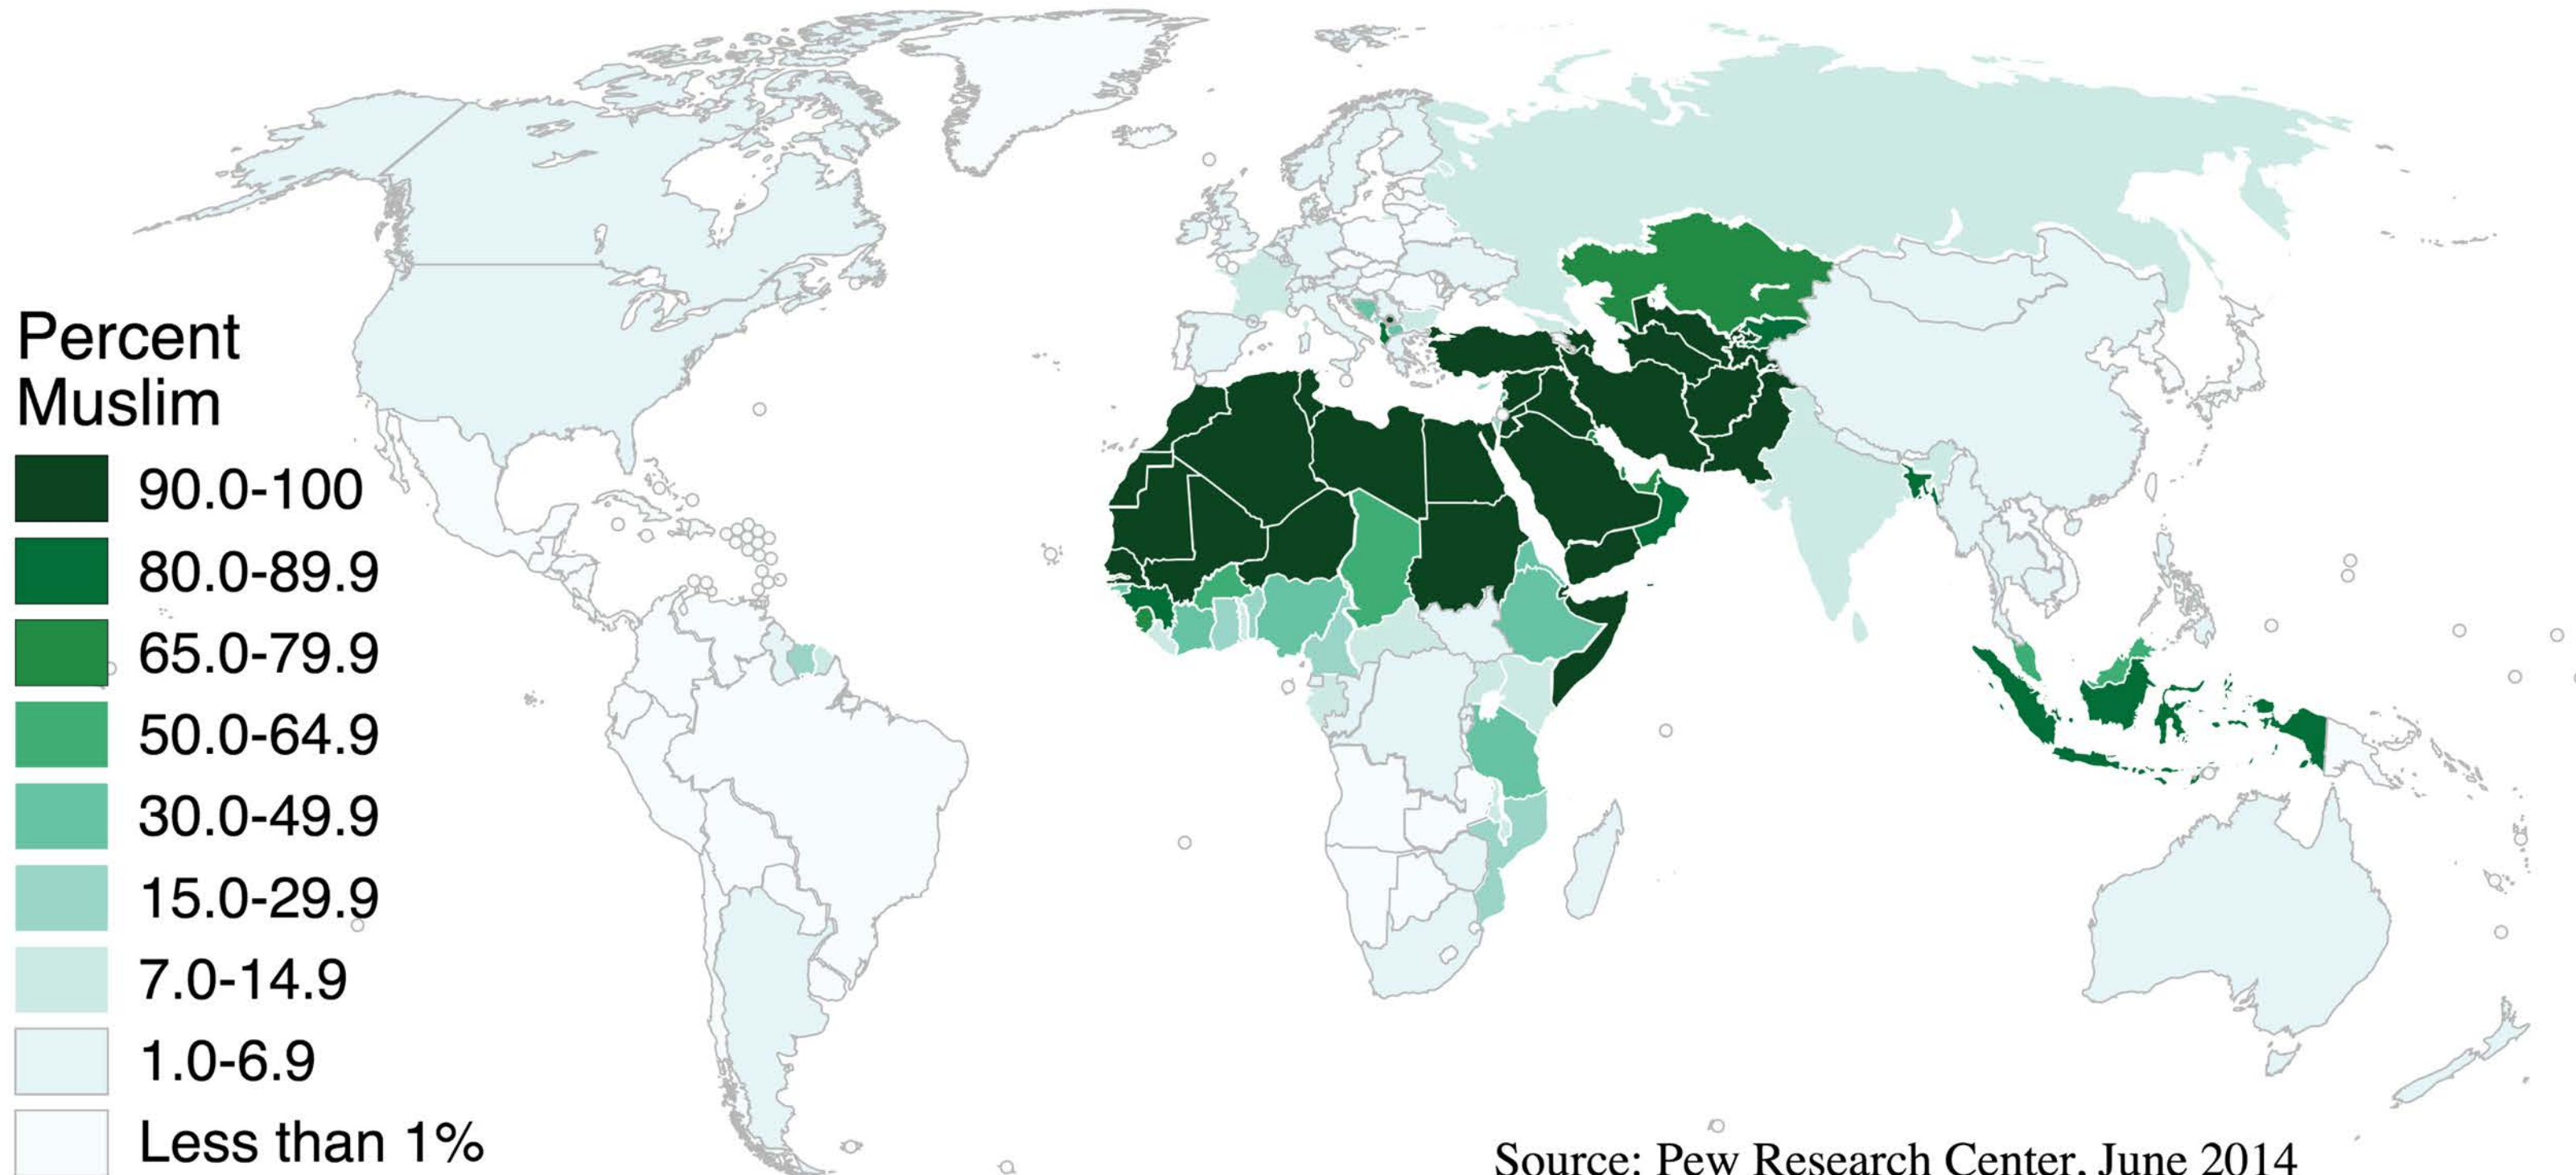 Percent
Muslim
90.0-100
80.0-89.9
65.0-79.9
50.0-64.9
30.0-49.9
15.0-29.9
7.0-14.9
1.0-6.9
Less than 1%
Source: Pew Research Center, June 2014